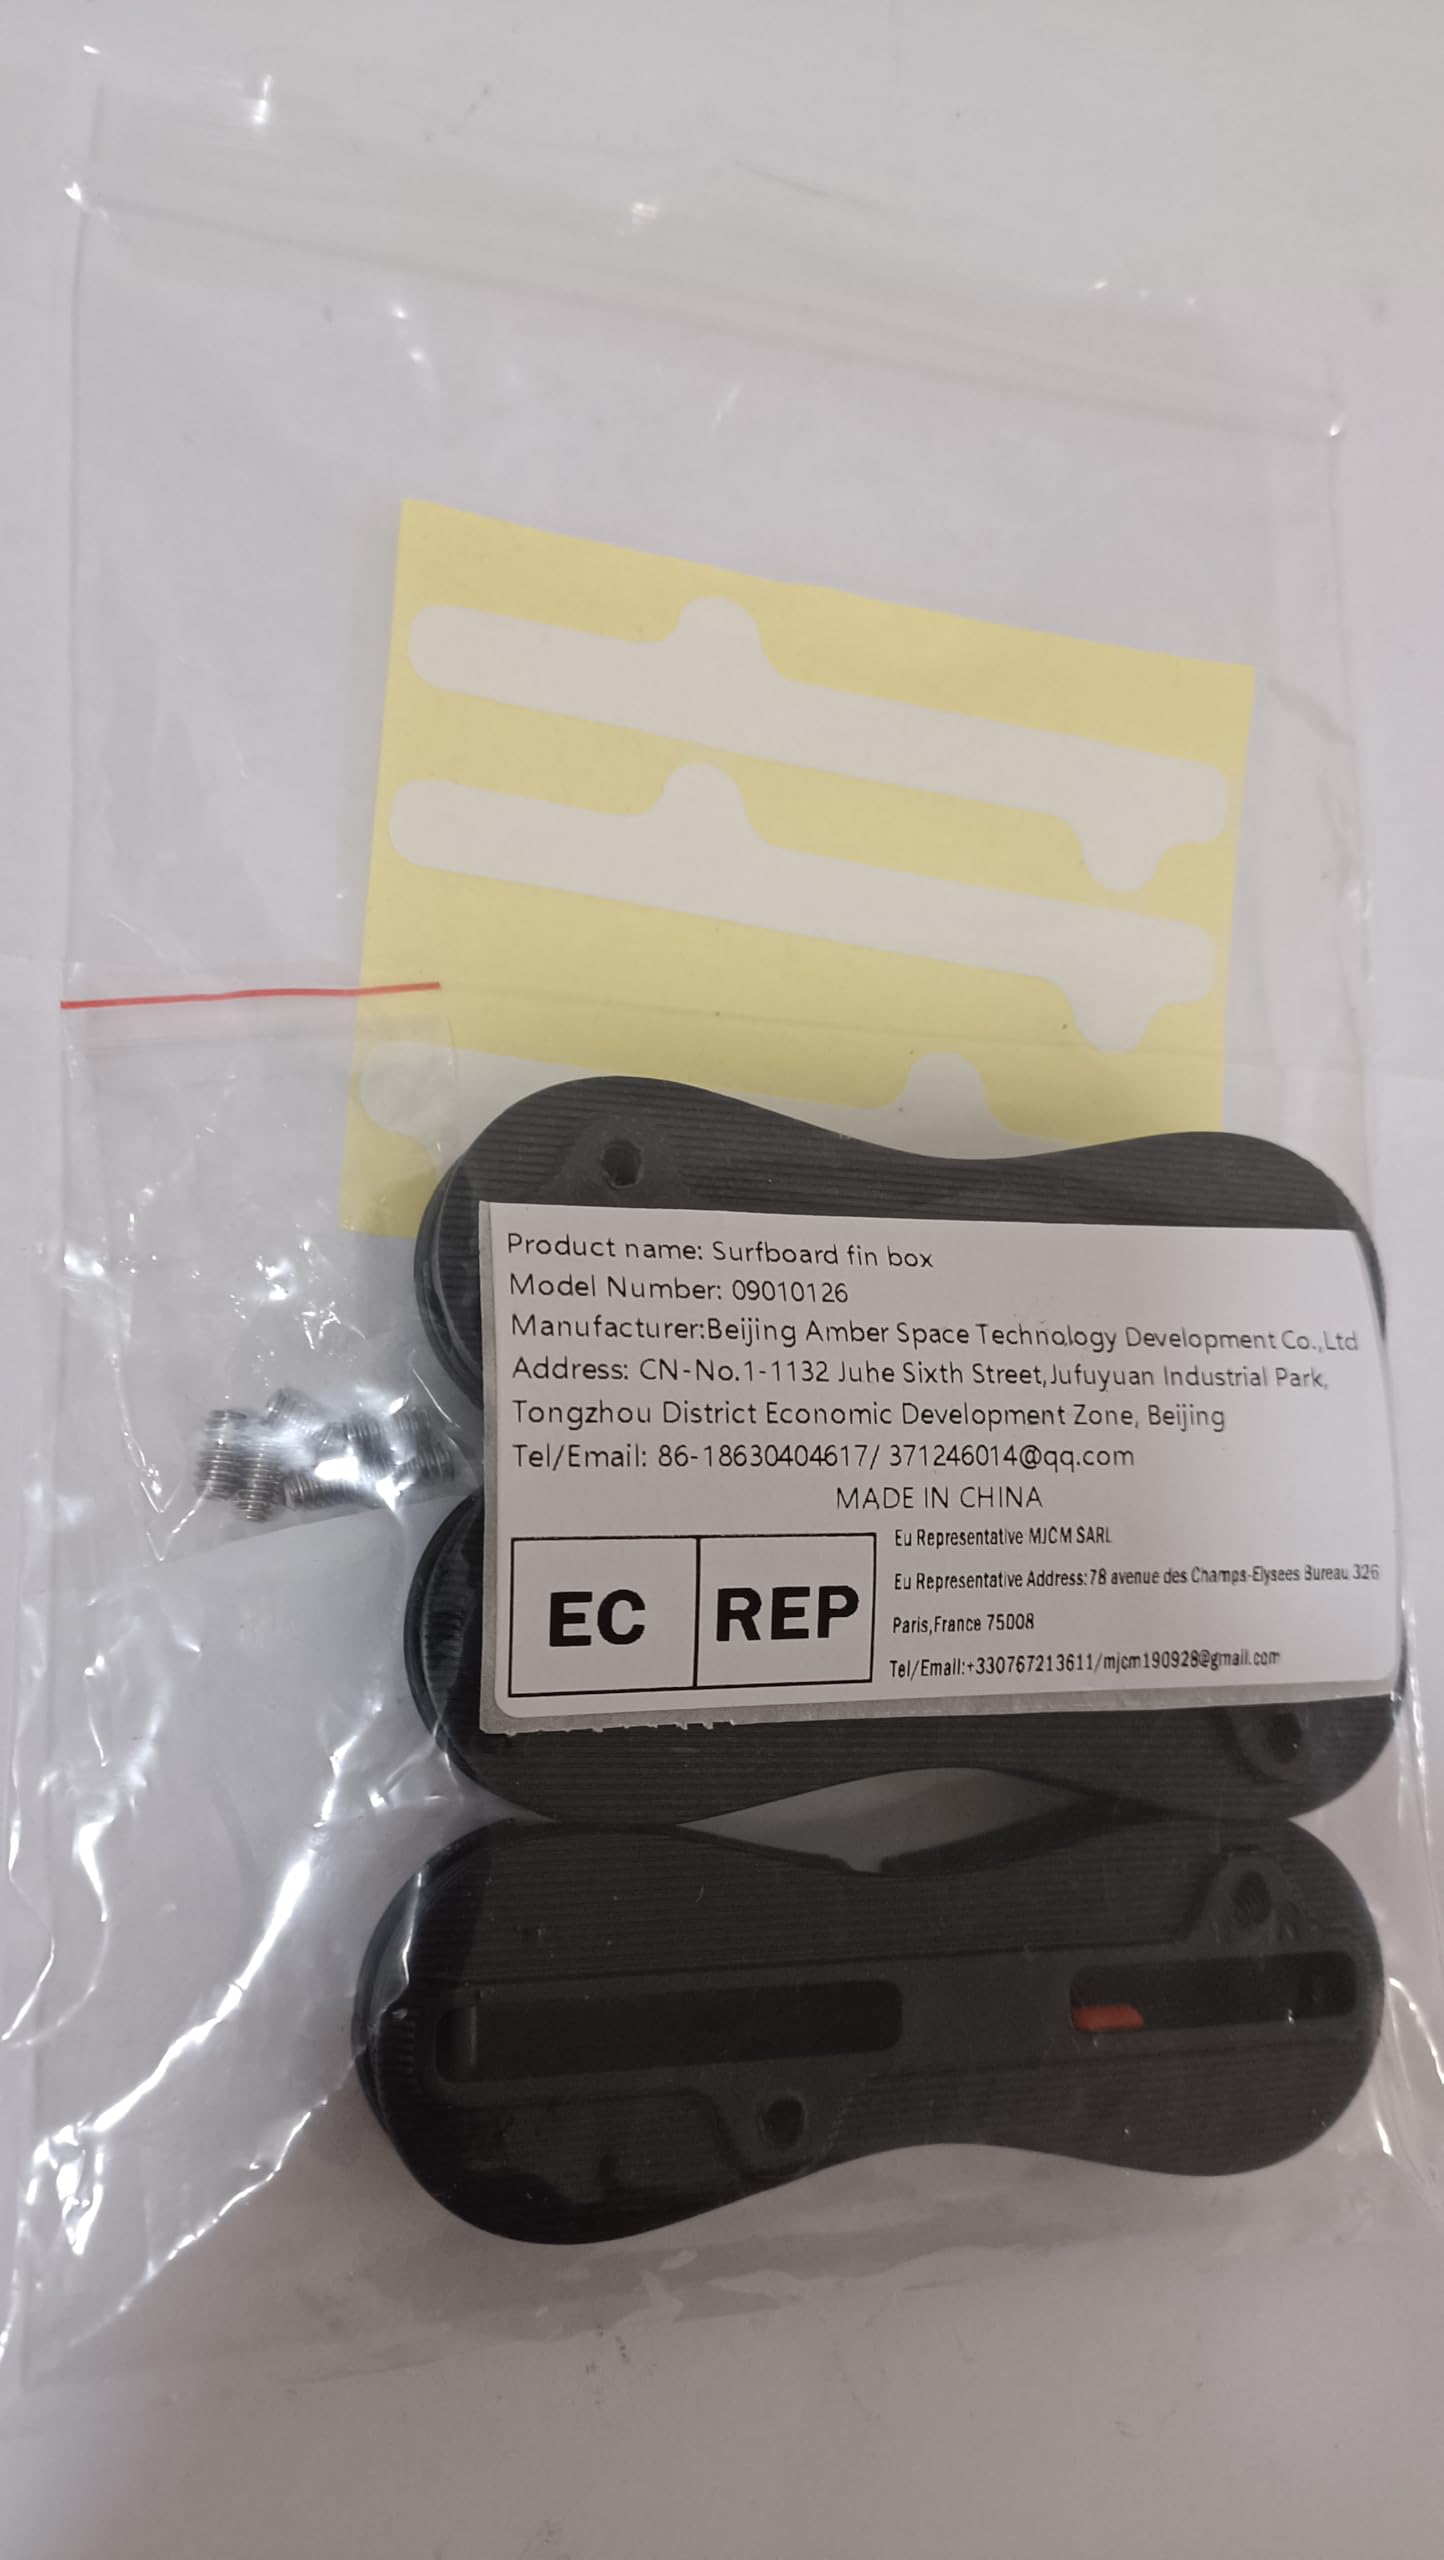 Product name: Surfboard fin box
Model Number: 09010126
Manufacturer:Beijing Amber Space Technology Development Co.,Ltd
Address: CN-No.1-1132 Juhe Sixth Street,Jufuyuan Industrial Park,
Tongzhou District Economic Development Zone, Beijing
Tel/Email: 86-18630404617/ 371246014@qq.com
MADE IN CHINA
EC REP
Eu Representative MJCM SARL
Eu Representative Address:78 avenue des Champs-Elysees Bureau 326
Paris,France 75008
Tel/Email:+330767213611/mjcm190928@gmail.com